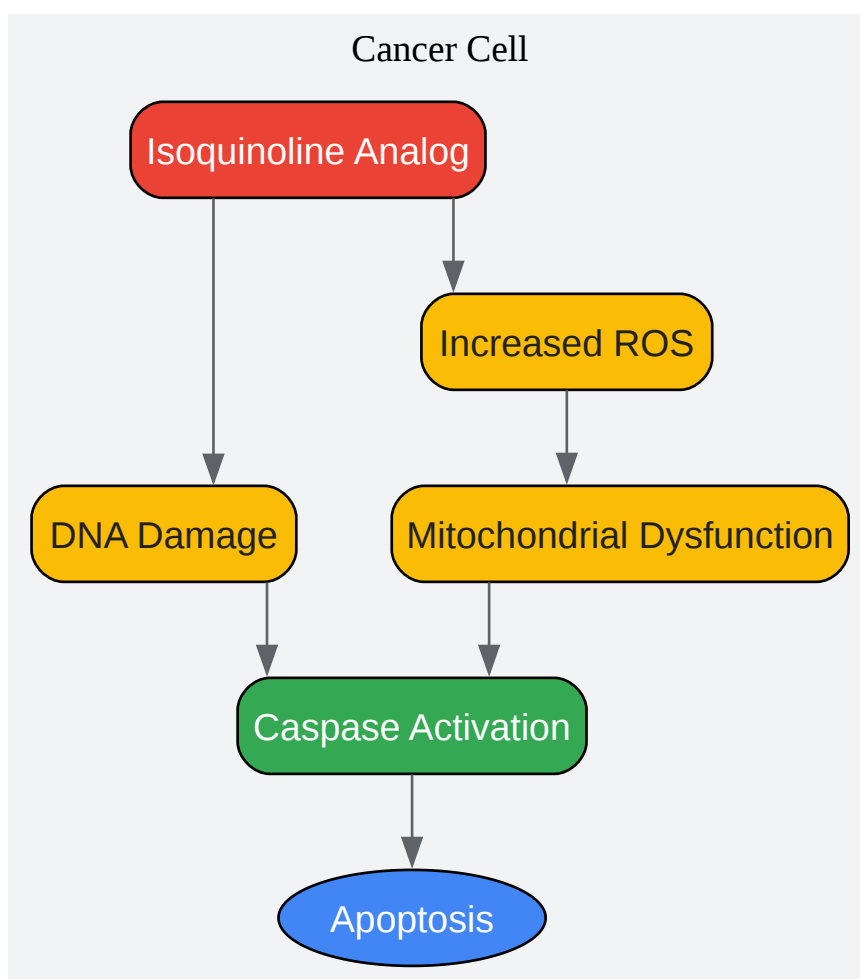 Cancer Cell
Isoquinoline Analog
Increased ROS
DNA Damage
Mitochondrial Dysfunction
Caspase Activation
Apoptosis